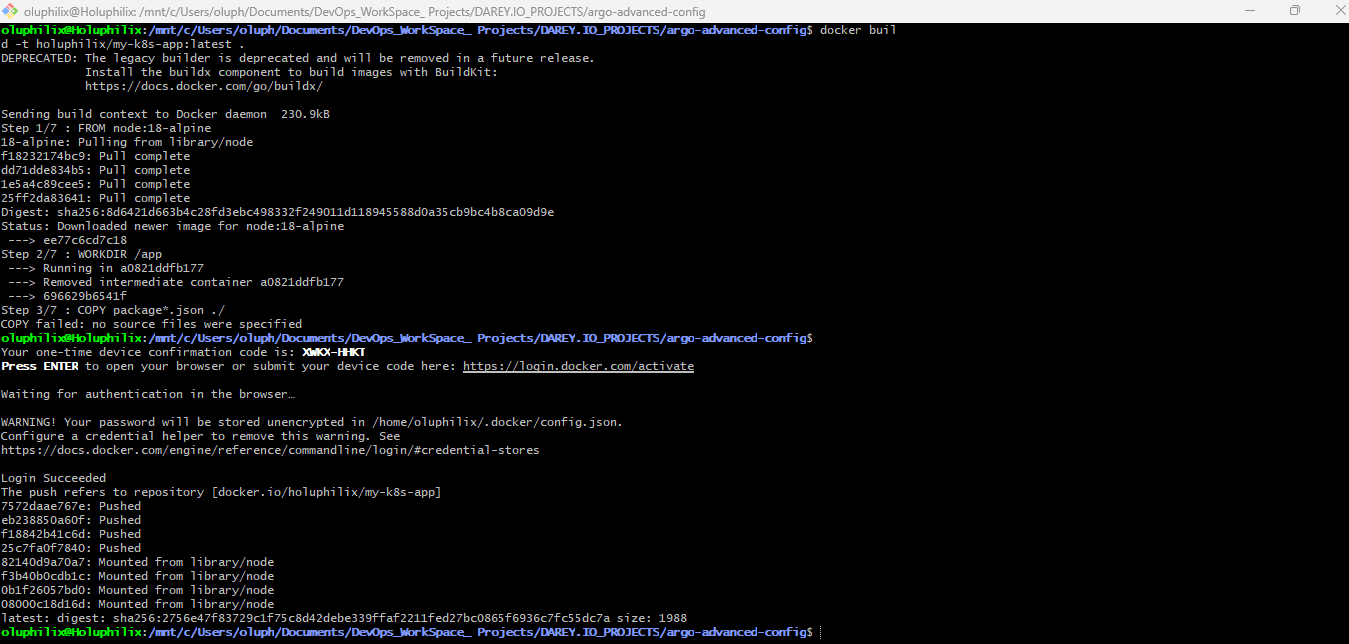 oluphilix@Holuphilix: /mnt/c/Users/oluph/Documents/DevOps_WorkSpace_ Projects/DAREY.IO_PROJECTS/argo-advanced-config
oluphilix@Holuphilix:/mnt/c/Users/oluph/Documents/DevOps_WorkSpace_ Projects/DAREY.IO_PROJECTS/argo-advanced-config$ docker buil
d -t holuphilix/my-k8s-app:latest .
DEPRECATED: The legacy builder is deprecated and will be removed in a future release.
            Install the buildx component to build images with BuildKit:
            https://docs.docker.com/go/buildx/
Sending build context to Docker daemon  230.9kB
Step 1/7 : FROM node:18-alpine
18-alpine: Pulling from library/node
f18232174bc9: Pull complete
dd71dde834b5: Pull complete
1e5a4c89cee5: Pull complete
25ff2da83641: Pull complete
Digest: sha256:8d6421d663b4c28fd3ebc498332f249011d118945588d0a35cb9bc4b8ca09d9e
Status: Downloaded newer image for node:18-alpine
 ---> ee77c6cd7c18
Step 2/7 : WORKDIR /app
 ---> Running in a0821ddfb177
 ---> Removed intermediate container a0821ddfb177
 ---> 696629b6541f
Step 3/7 : COPY package*.json ./
COPY failed: no source files were specified
oluphilix@Holuphilix:/mnt/c/Users/oluph/Documents/DevOps_WorkSpace_ Projects/DAREY.IO_PROJECTS/argo-advanced-config$
Your one-time device confirmation code is: XWKX-HHKT
Press ENTER to open your browser or submit your device code here: https://login.docker.com/activate
Waiting for authentication in the browser…
WARNING! Your password will be stored unencrypted in /home/oluphilix/.docker/config.json.
Configure a credential helper to remove this warning. See
https://docs.docker.com/engine/reference/commandline/login/#credential-stores
Login Succeeded
The push refers to repository [docker.io/holuphilix/my-k8s-app]
7572daae767e: Pushed
eb238850a60f: Pushed
f18842b41c6d: Pushed
25c7fa0f7840: Pushed
82140d9a70a7: Mounted from library/node
f3b40b0cdb1c: Mounted from library/node
0b1f26057bd0: Mounted from library/node
08000c18d16d: Mounted from library/node
latest: digest: sha256:2756e47f83729c1f75c8d42debe339ffaf2211fed27bc0865f6936c7fc55dc7a size: 1988
oluphilix@Holuphilix:/mnt/c/Users/oluph/Documents/DevOps_WorkSpace_ Projects/DAREY.IO_PROJECTS/argo-advanced-config$